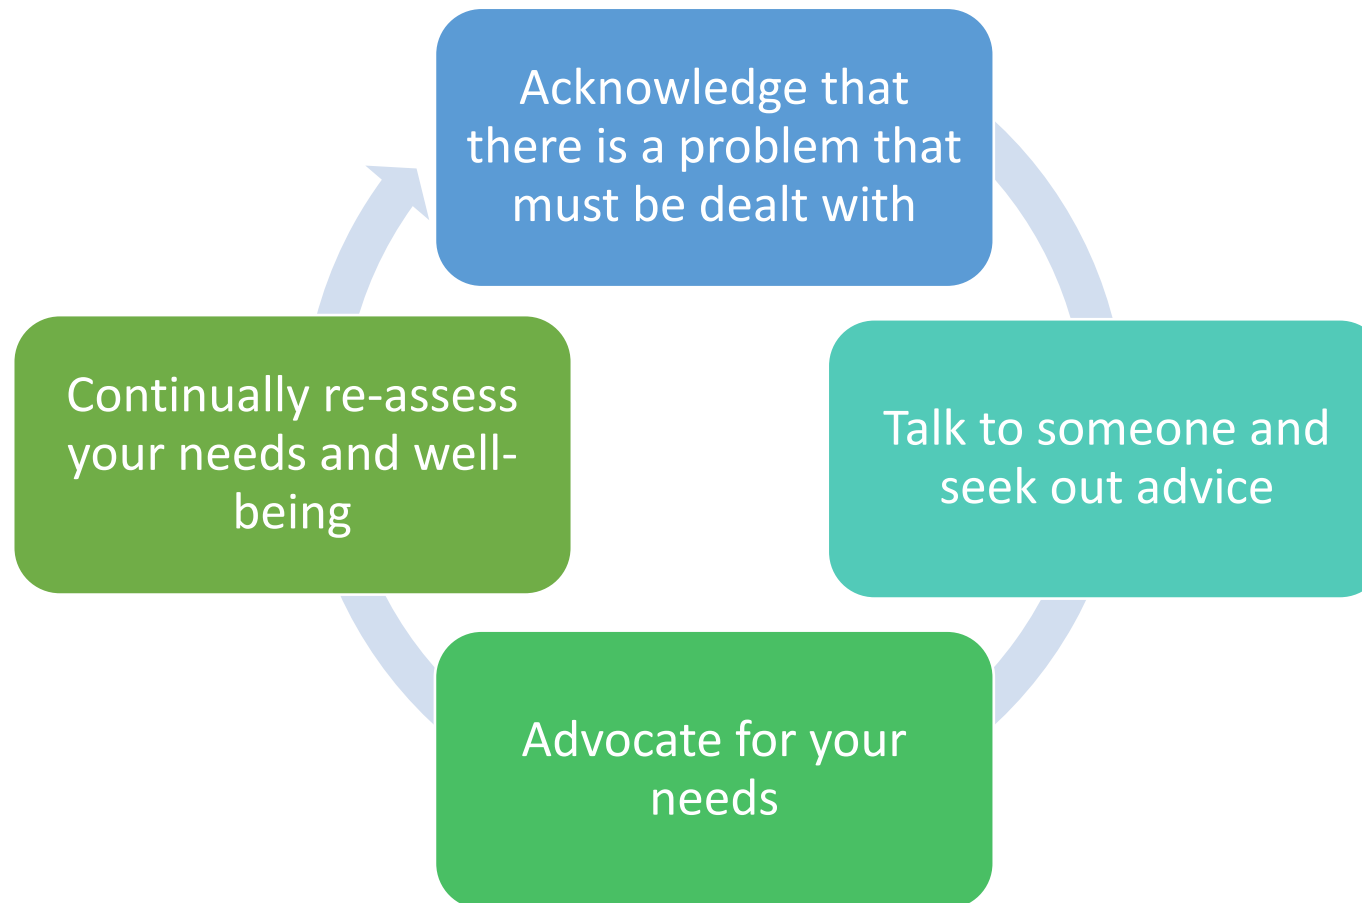 Acknowledge that
there is a problem that
must be dealt with
Talk to someone and
seek out advice
Advocate for your
needs
Continually re-assess
your needs and well-
being